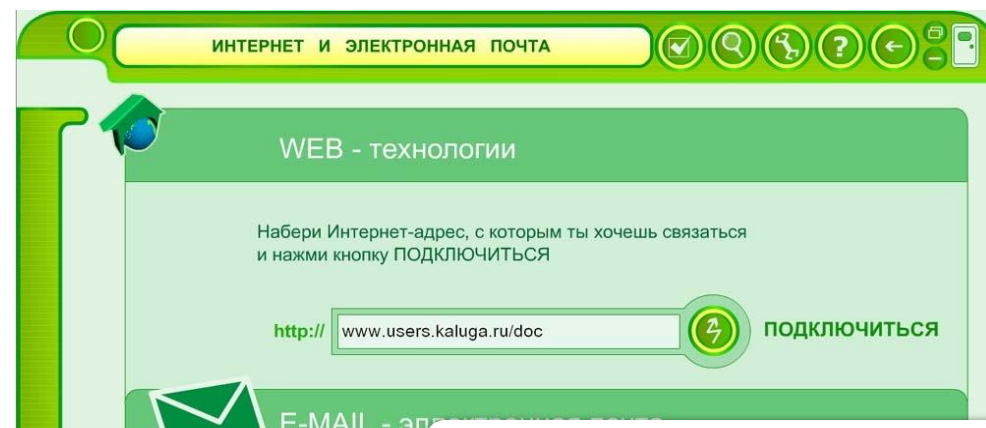 ИНТЕРНЕТ И ЭЛЕКТРОННАЯ ПОЧТА
?
WEB - технологии
Набери Интернет-адрес, с которым ты хочешь связаться
и нажми кнопку ПОДКЛЮЧИТЬСЯ
http:// www.users.kaluga.ru/doc ПОДКЛЮЧИТЬСЯ
E-MAIL -